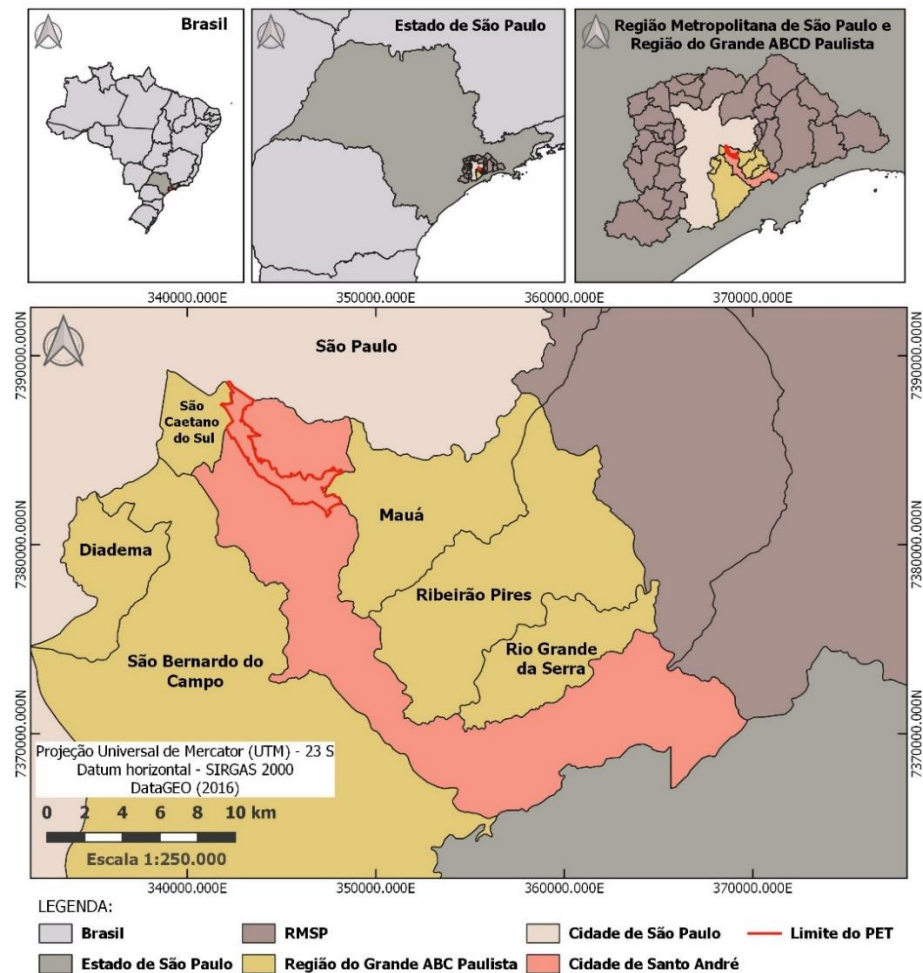 Brasil
Estado de São Paulo
Região Metropolitana de São Paulo e
Região do Grande ABCD Paulista
340000.000E
350000.000E
360000.000E
370000.000E
7390000.000N
7390000.000N
São Paulo
São
Caetano
do Sul
Mauá
Diadema
7380000.000N
7380000.000N
Ribeirão Pires
Rio Grande
da Serra
São Bernardo do
Campo
7370000.000N
7370000.000N
Projeção Universal de Mercator (UTM) - 23 S
Datum horizontal - SIRGAS 2000
DataGEO (2016)
0 2 4 6 8 10 km
Escala 1:250.000
340000.000E
350000.000E
360000.000E
370000.000E
LEGENDA:
Brasil
RMSP
Cidade de São Paulo
Limite do PET
Estado de São Paulo
Região do Grande ABC Paulista
Cidade de Santo André